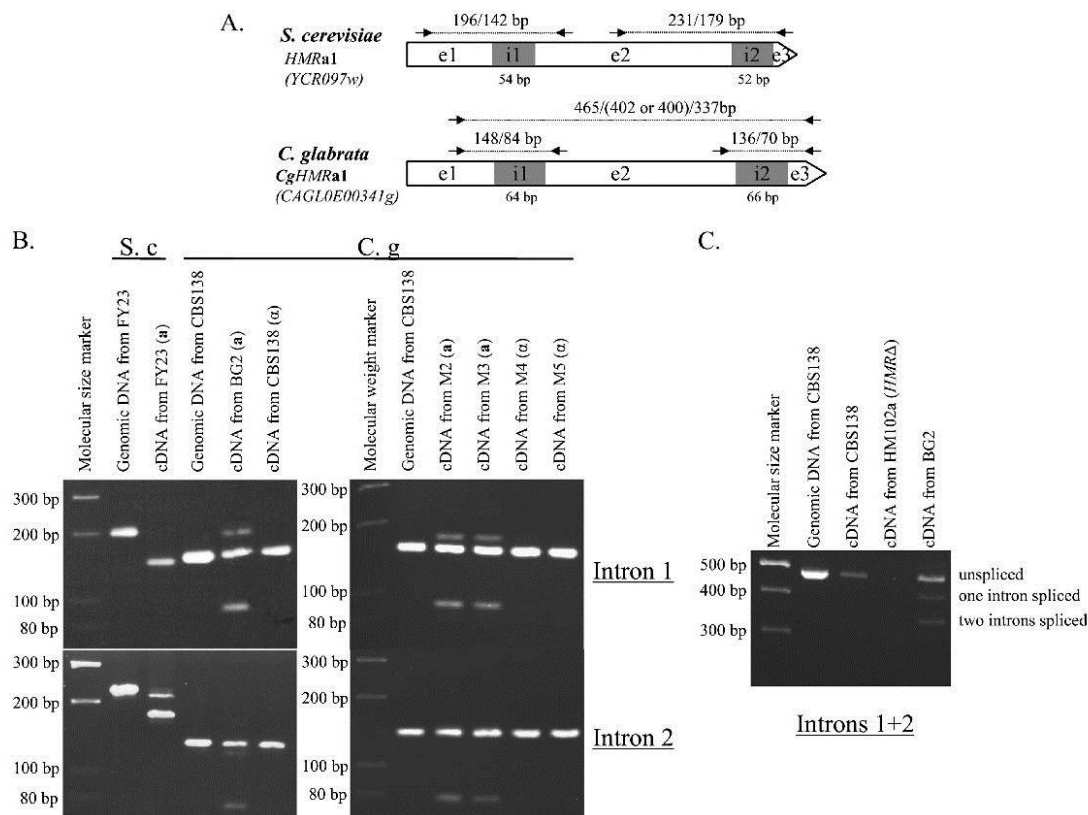 A.
196/142 bp
231/179 bp
S. cerevisiae
HMRa1
(YCR097w)
e1
i1
e2
i2
e3
54 bp
52 bp
465/(402 or 400)/337bp
148/84 bp
136/70 bp
C. glabrata
CgHMRa1
(CAGL0E00341g)
e1
i1
e2
i2
e3
64 bp
66 bp
B.
S. c
C. g
Molecular size marker
Genomic DNA from FY23
cDNA from FY23 (a)
Genomic DNA from CBS138
cDNA from BG2 (a)
cDNA from CBS138 (α)
Molecular weight marker
Genomic DNA from CBS138
cDNA from M2 (a)
cDNA from M3 (a)
cDNA from M4 (α)
cDNA from M5 (α)
300 bp
200 bp
100 bp
80 bp
300 bp
200 bp
100 bp
80 bp
Intron 1
300 bp
200 bp
100 bp
80 bp
300 bp
200 bp
100 bp
80 bp
Intron 2
C.
Molecular size marker
Genomic DNA from CBS138
cDNA from CBS138
cDNA from HM102a (HMRΔ)
cDNA from BG2
500 bp
400 bp
300 bp
unspliced
one intron spliced
two introns spliced
Introns 1+2